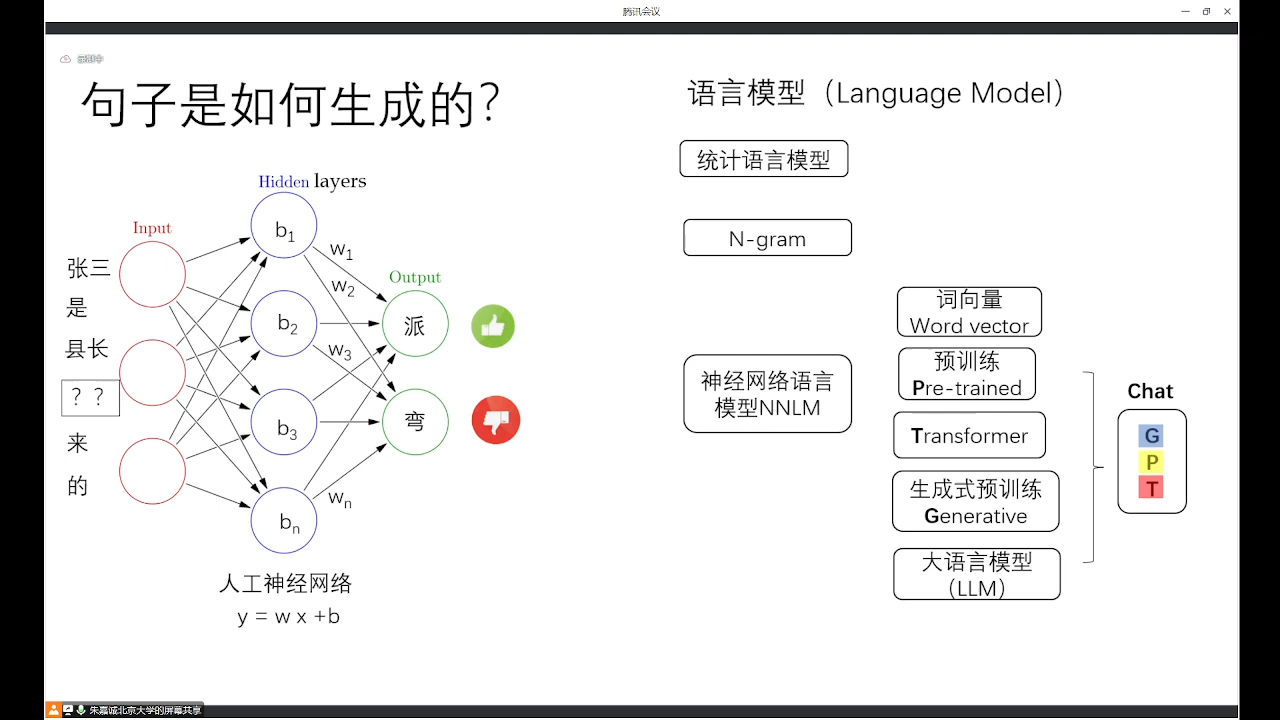 腾讯会议
录制中
句子是如何生成的?
语言模型（Language Model）
统计语言模型
N-gram
神经网络语言
模型NNLM
词向量
Word vector
预训练
Pre-trained
Transformer
生成式预训练
Generative
大语言模型
（LLM）
Chat
G
P
T
Input
Hidden layers
Output
张三
是
县长
？？
来
的
b1
b2
b3
bn
w1
w2
w3
wn
派
弯
人工神经网络
y = w x +b
朱嘉诚北京大学的屏幕共享